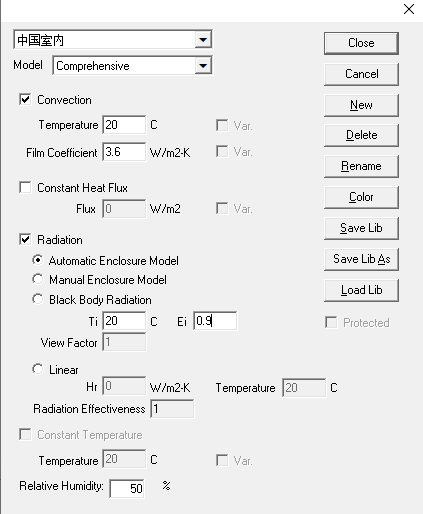 中国室内
Close
Model Comprehensive
Cancel
Convection
New
Temperature 20 C Var.
Delete
Film Coefficient 3.6 W/m2-K Var.
Rename
Constant Heat Flux
Color
Flux 0 W/m2 Var.
Save Lib
Radiation
Automatic Enclosure Model
Save Lib As
Manual Enclosure Model
Load Lib
Black Body Radiation
Ti 20 C Ei 0.9
Protected
View Factor 1
Linear
Hr 0 W/m2-K Temperature 20 C
Radiation Effectiveness 1
Constant Temperature
Temperature 20 C Var.
Relative Humidity: 50 %